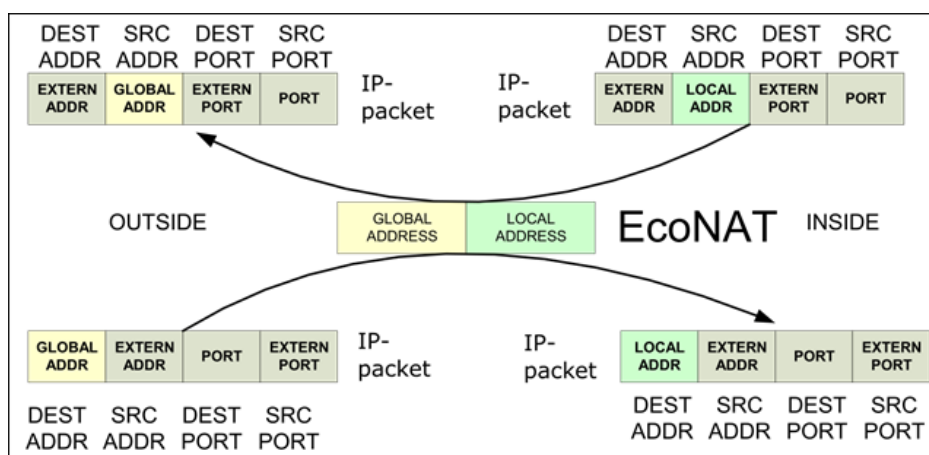 DEST SRC DEST SRC
ADDR ADDR PORT PORT
EXTERN ADDR GLOBAL ADDR EXTERN PORT PORT
IP-
packet
DEST SRC DEST SRC
ADDR ADDR PORT PORT
IP-
packet
EXTERN ADDR LOCAL ADDR EXTERN PORT PORT
OUTSIDE
GLOBAL
ADDRESS
LOCAL
ADDRESS
EcoNAT
INSIDE
GLOBAL ADDR EXTERN ADDR PORT EXTERN PORT
IP-
packet
DEST SRC DEST SRC
ADDR ADDR PORT PORT
IP-
packet
LOCAL ADDR EXTERN ADDR PORT EXTERN PORT
DEST SRC DEST SRC
ADDR ADDR PORT PORT